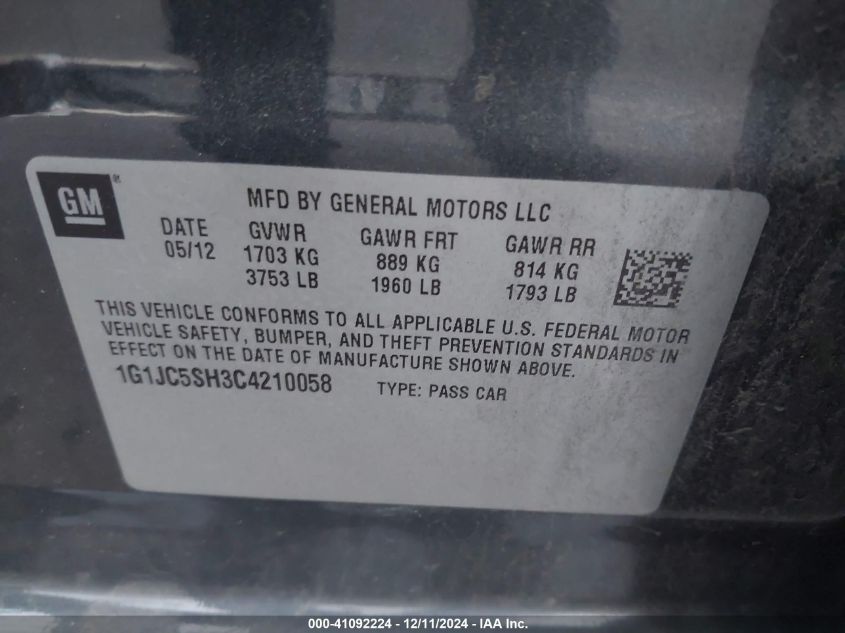 GM®
MFD BY GENERAL MOTORS LLC
DATE GVWR GAWR FRT GAWR RR
05/12 1703 KG 889 KG 814 KG
3753 LB 1960 LB 1793 LB
THIS VEHICLE CONFORMS TO ALL APPLICABLE U.S. FEDERAL MOTOR
VEHICLE SAFETY, BUMPER, AND THEFT PREVENTION STANDARDS IN
EFFECT ON THE DATE OF MANUFACTURE SHOWN ABOVE.
1G1JC5SH3C4210058 TYPE: PASS CAR
000-41092224 - 12/11/2024 - IAA Inc.